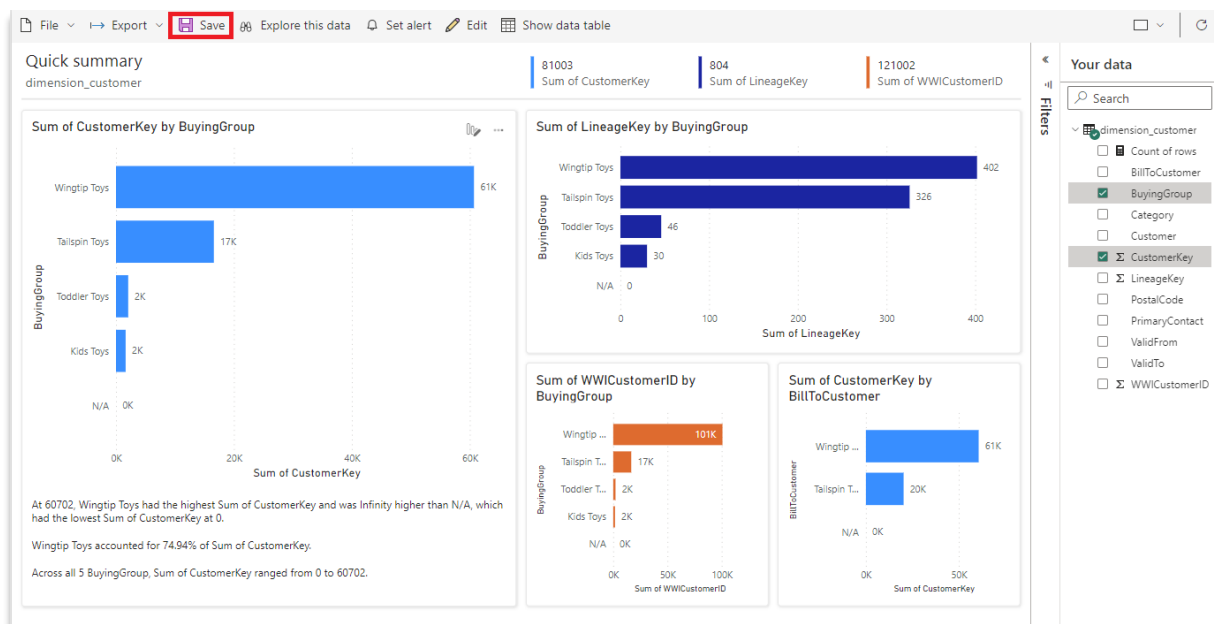 File Export Save Explore this data Set alert Edit Show data table
Quick summary
dimension_customer
81003
Sum of CustomerKey
804
Sum of LineageKey
121002
Sum of WWICustomerID
Sum of CustomerKey by BuyingGroup
BuyingGroup
Wingtip Toys 61K
Tailspin Toys 17K
Toddler Toys 2K
Kids Toys 2K
N/A 0K
0K 20K 40K 60K
Sum of CustomerKey
At 60702, Wingtip Toys had the highest Sum of CustomerKey and was Infinity higher than N/A, which
had the lowest Sum of CustomerKey at 0.
Wingtip Toys accounted for 74.94% of Sum of CustomerKey.
Across all 5 BuyingGroup, Sum of CustomerKey ranged from 0 to 60702.
Sum of LineageKey by BuyingGroup
BuyingGroup
Wingtip Toys 402
Tailspin Toys 326
Toddler Toys 46
Kids Toys 30
N/A 0
0 100 200 300 400
Sum of LineageKey
Sum of WWICustomerID by
BuyingGroup
BuyingGroup
Wingtip ... 101K
Tailspin T... 17K
Toddler T... 2K
Kids Toys 2K
N/A 0K
0K 50K 100K
Sum of WWICustomerID
Sum of CustomerKey by
BillToCustomer
BillToCustomer
Wingtip ... 61K
Tailspin T... 20K
N/A 0K
0K 50K
Sum of CustomerKey
Filters
Your data
Search
dimension_customer
Count of rows
BillToCustomer
BuyingGroup
Category
Customer
Σ CustomerKey
Σ LineageKey
PostalCode
PrimaryContact
ValidFrom
ValidTo
Σ WWICustomerID